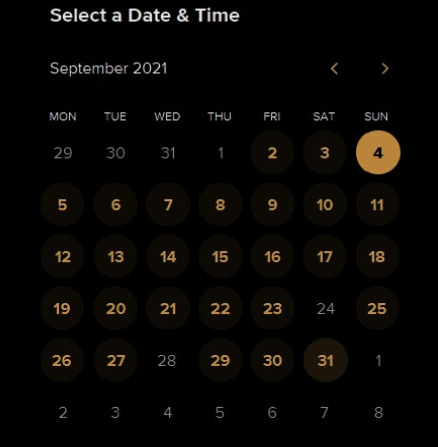 Select a Date & Time
September 2021
MON TUE WED THU FRI SAT SUN
29 30 31 1 2 3 4
5 6 7 8 9 10 11
12 13 14 15 16 17 18
19 20 21 22 23 24 25
26 27 28 29 30 31 1
2 3 4 5 6 7 8